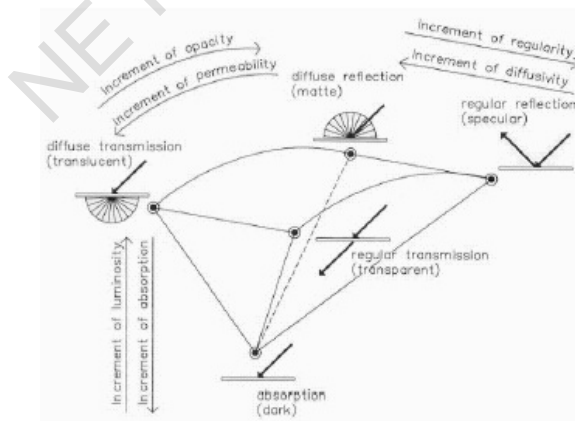 NET
Increment of opacity
Increment of permeability
Increment of regularity
Increment of diffusivity
diffuse reflection
(matte)
regular reflection
(specular)
diffuse transmission
(translucent)
regular transmission
(transparent)
Increment of luminosity
Increment of absorption
absorption
(dark)